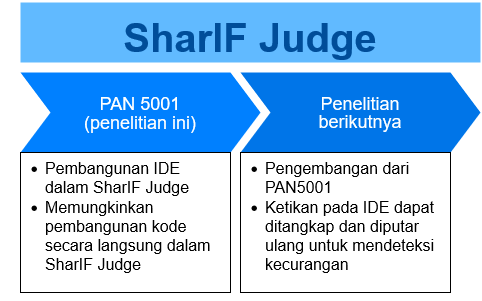 SharIF Judge
PAN 5001
(penelitian ini)
Penelitian
berikutnya
• Pembangunan IDE
dalam SharIF Judge
• Memungkinkan
pembangunan kode
secara langsung dalam
SharIF Judge
• Pengembangan dari
PAN5001
• Ketikan pada IDE dapat
ditangkap dan diputar
ulang untuk mendeteksi
kecurangan